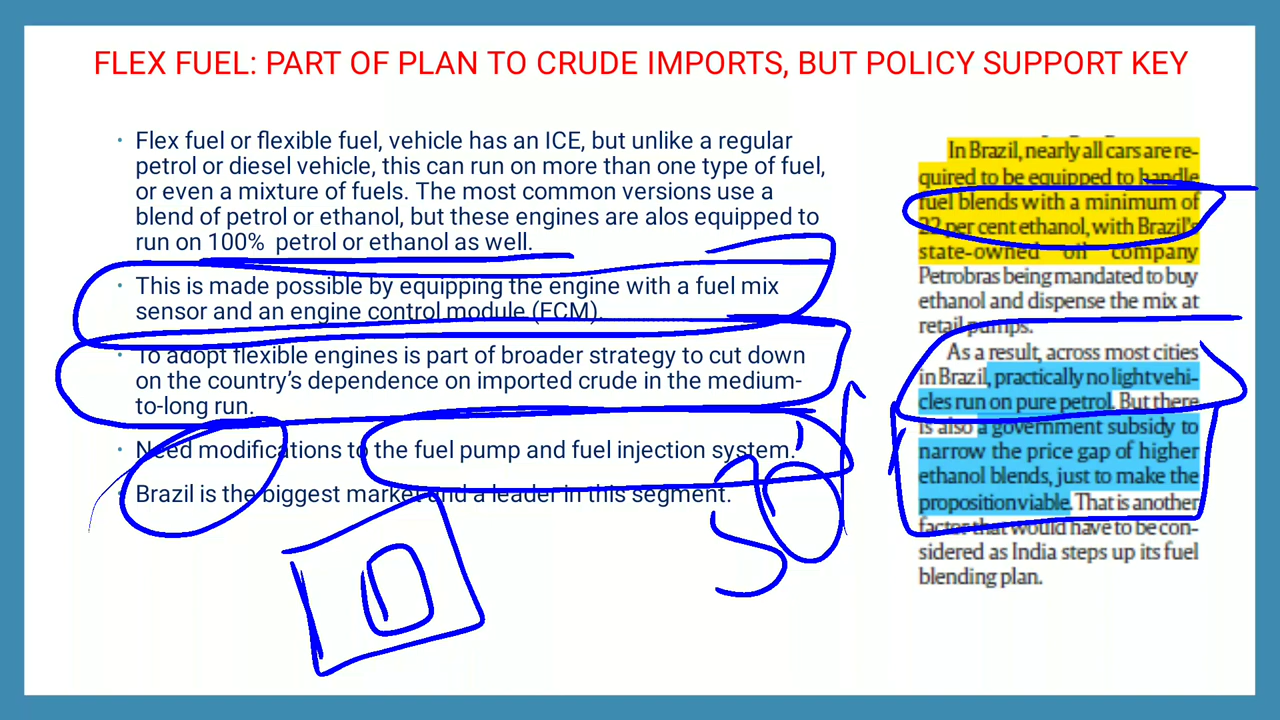 FLEX FUEL: PART OF PLAN TO CRUDE IMPORTS, BUT POLICY SUPPORT KEY
• Flex fuel or flexible fuel, vehicle has an ICE, but unlike a regular
petrol or diesel vehicle, this can run on more than one type of fuel,
or even a mixture of fuels. The most common versions use a
blend of petrol or ethanol, but these engines are alos equipped to
run on 100% petrol or ethanol as well.
• This is made possible by equipping the engine with a fuel mix
sensor and an engine control module (ECM).
• To adopt flexible engines is part of broader strategy to cut down
on the country's dependence on imported crude in the medium-
to-long run.
• Need modifications to the fuel pump and fuel injection system.
• Brazil is the biggest market and a leader in this segment.
In Brazil, nearly all cars are re-
quired to be equipped to handle
fuel blends with a minimum of
22 per cent ethanol, with Brazil's
state-owned oil company
Petrobras being mandated to buy
ethanol and dispense the mix at
retail pumps.
As a result, across most cities
in Brazil, practically no light vehi-
cles run on pure petrol. But there
is also a government subsidy to
narrow the price gap of higher
ethanol blends, just to make the
proposition viable. That is another
factor that would have to be con-
sidered as India steps up its fuel
blending plan.